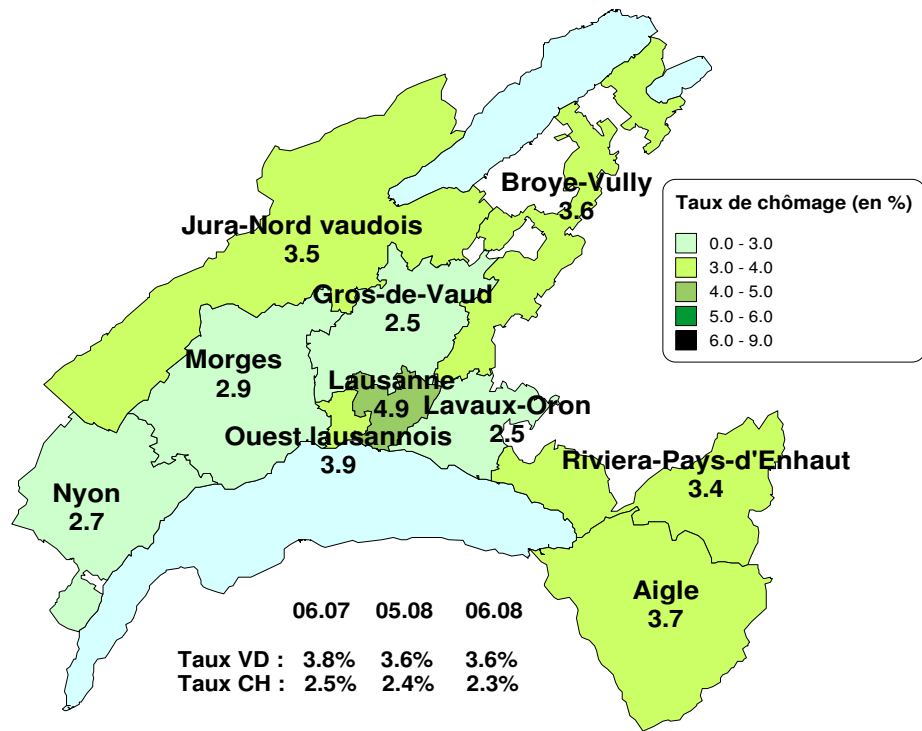 Broye-Vully
3.6
Jura-Nord vaudois
3.5
Gros-de-Vaud
2.5
Morges
2.9
Lausanne
4.9
Lavaux-Oron
2.5
Ouest lausannois
3.9
Riviera-Pays-d'Enhaut
3.4
Nyon
2.7
Aigle
3.7
Taux de chômage (en %)
0.0 - 3.0
3.0 - 4.0
4.0 - 5.0
5.0 - 6.0
6.0 - 9.0
06.07 05.08 06.08
Taux VD : 3.8% 3.6% 3.6%
Taux CH : 2.5% 2.4% 2.3%